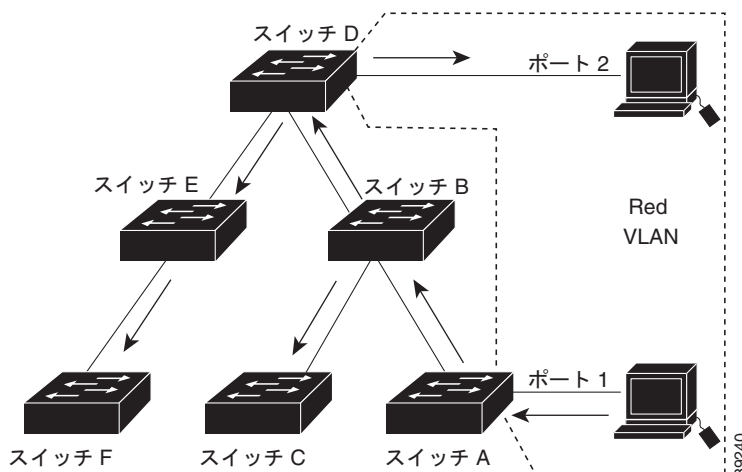 スイッチ D
ポート 2
スイッチ E
スイッチ B
Red
VLAN
ポート 1
スイッチ F
スイッチ C
スイッチ A